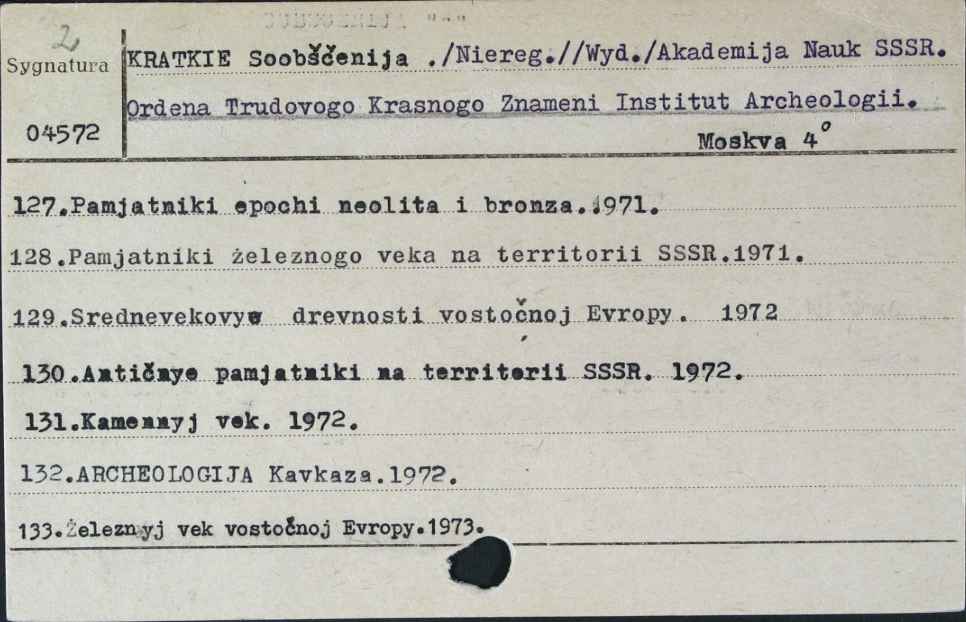 2
Sygnatura
04572
KRATKIE Soobščenija ./Niereg.//Wyd./Akademija Nauk SSSR.
Ordena Trudovogo Krasnogo Znameni Institut Archeologii.
Moskva 4°
127.Pamjatniki epochi neolita i bronza.1971.
128.Pamjatniki železnogo veka na territorii SSSR.1971.
129.Srednevekovye drevnosti vostočnoj Evropy. 1972
130.Antičnye pamjatniki na territorii SSSR. 1972.
131.Kamennyj vek. 1972.
132.ARCHEOLOGIJA Kavkaza.1972.
133.Železnyj vek vostočnoj Evropy.1973.